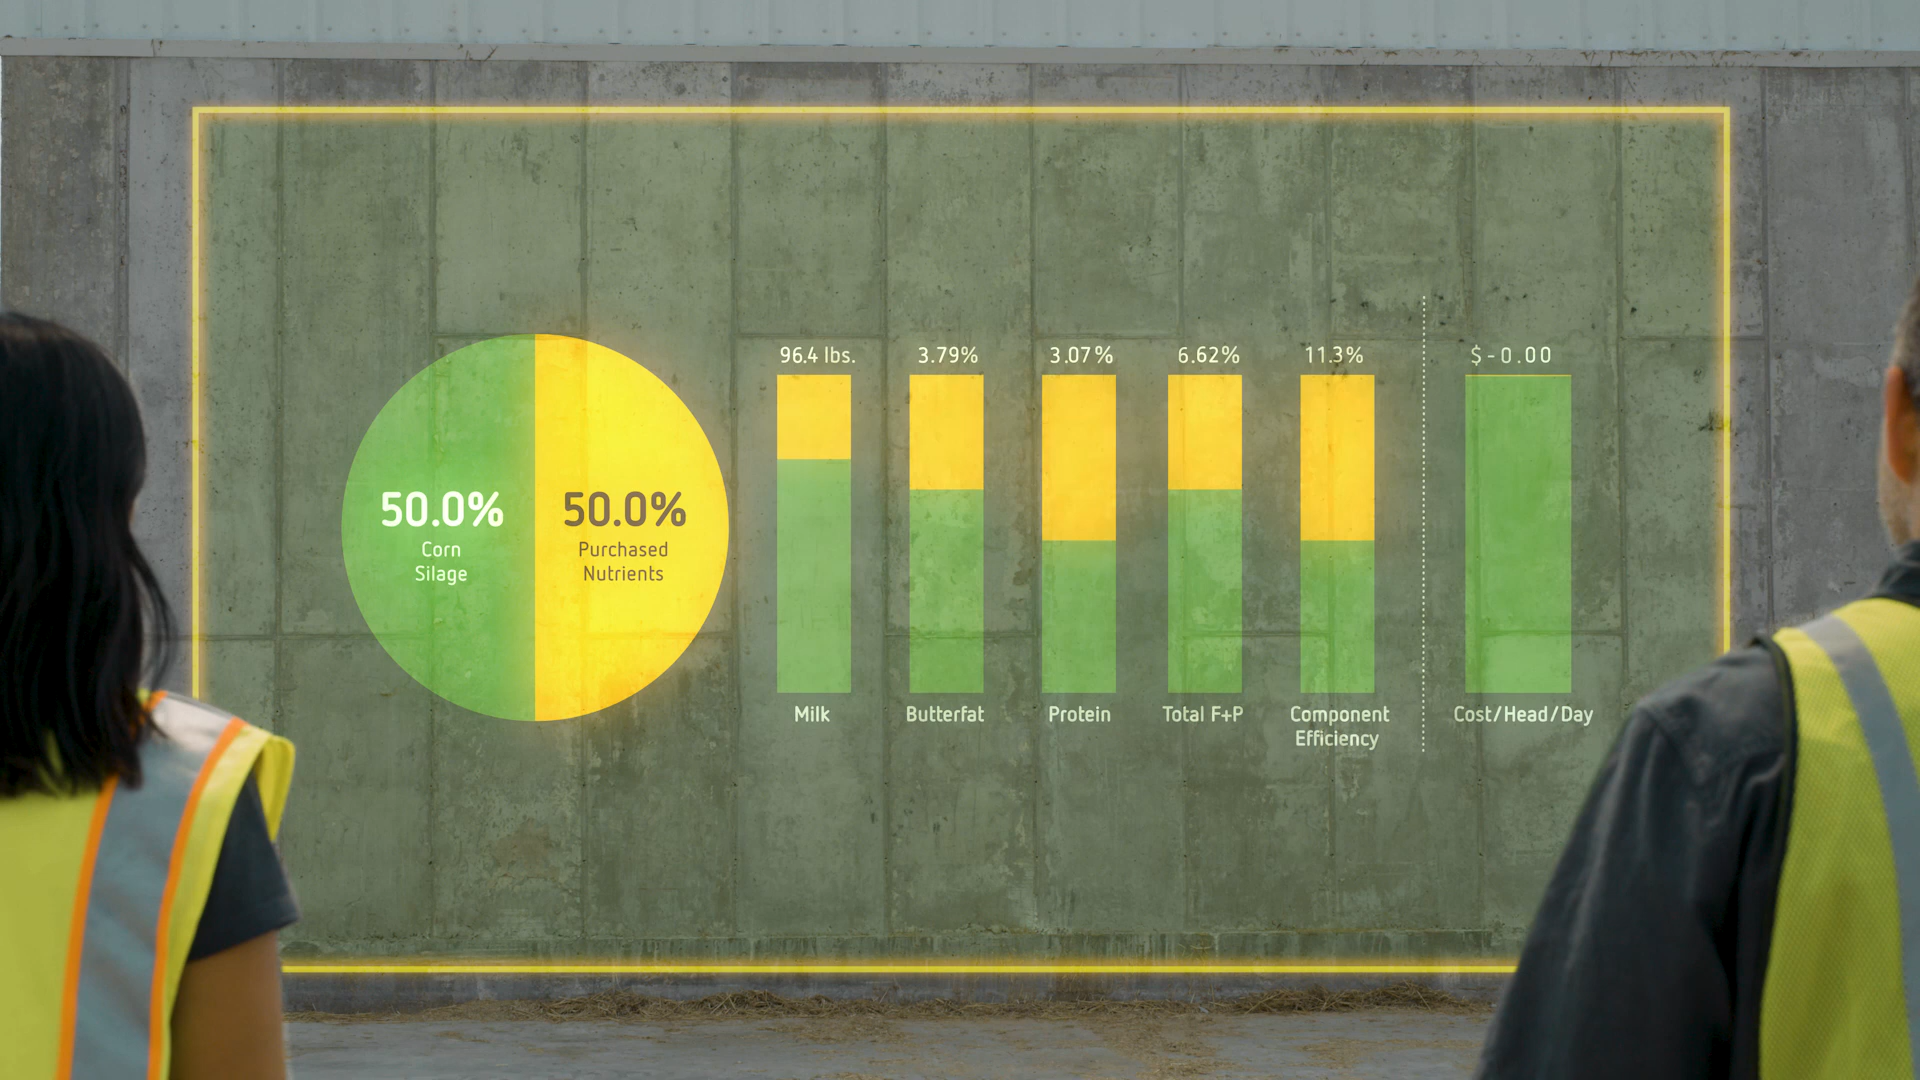 50.0%
Corn
Silage
50.0%
Purchased
Nutrients
96.4 lbs.
3.79%
3.07%
6.62%
11.3%
$-0.00
Milk
Butterfat
Protein
Total F+P
Component
Efficiency
Cost/Head/Day